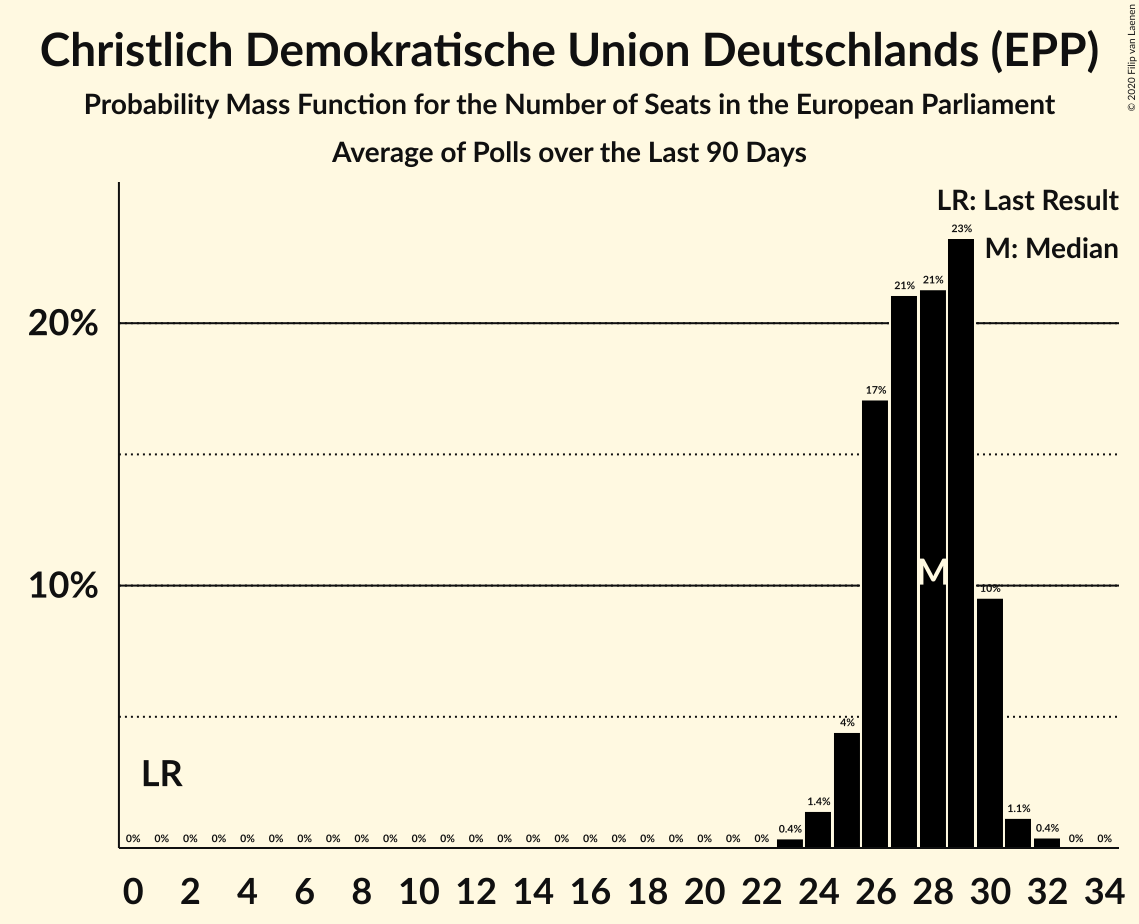 Christlich Demokratische Union Deutschlands (EPP)
Probability Mass Function for the Number of Seats in the European Parliament
Average of Polls over the Last 90 Days
© 2020 Filip van Laenen
LR: Last Result
M: Median
20%
10%
LR
M
0% 0% 0% 0% 0% 0% 0% 0% 0% 0% 0% 0% 0% 0% 0% 0% 0% 0% 0% 0% 0% 0% 0% 0.4% 1.4% 4% 17% 21% 21% 23% 10% 1.1% 0.4% 0% 0%
0 2 4 6 8 10 12 14 16 18 20 22 24 26 28 30 32 34